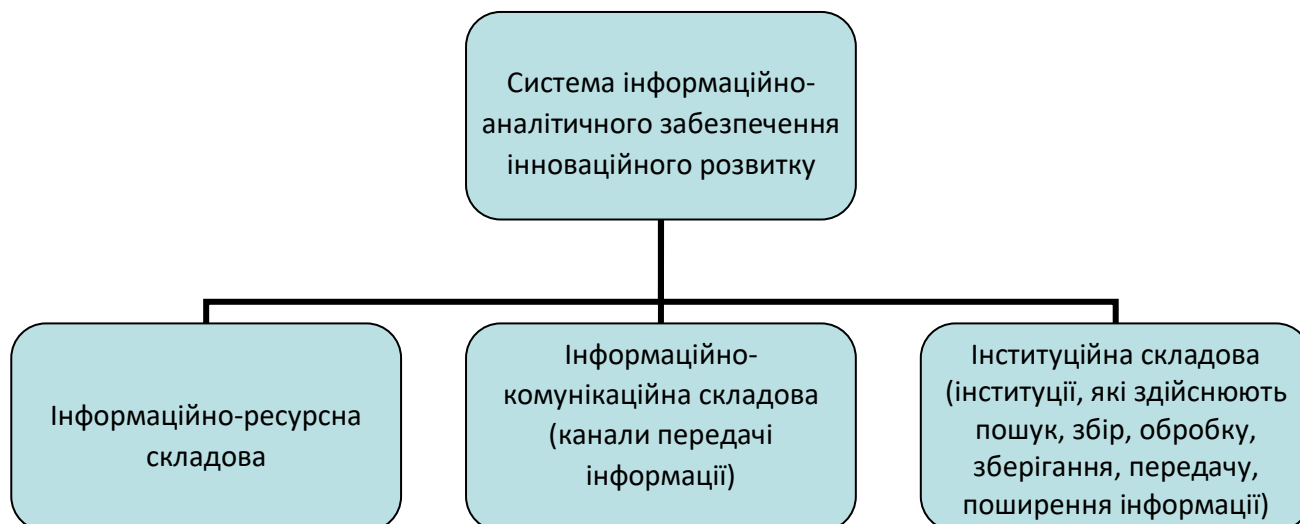 Система інформаційно-
аналітичного забезпечення
інноваційного розвитку
Інформаційно-ресурсна
складова
Інформаційно-
комунікаційна складова
(канали передачі
інформації)
Інституційна складова
(інституції, які здійснюють
пошук, збір, обробку,
зберігання, передачу,
поширення інформації)